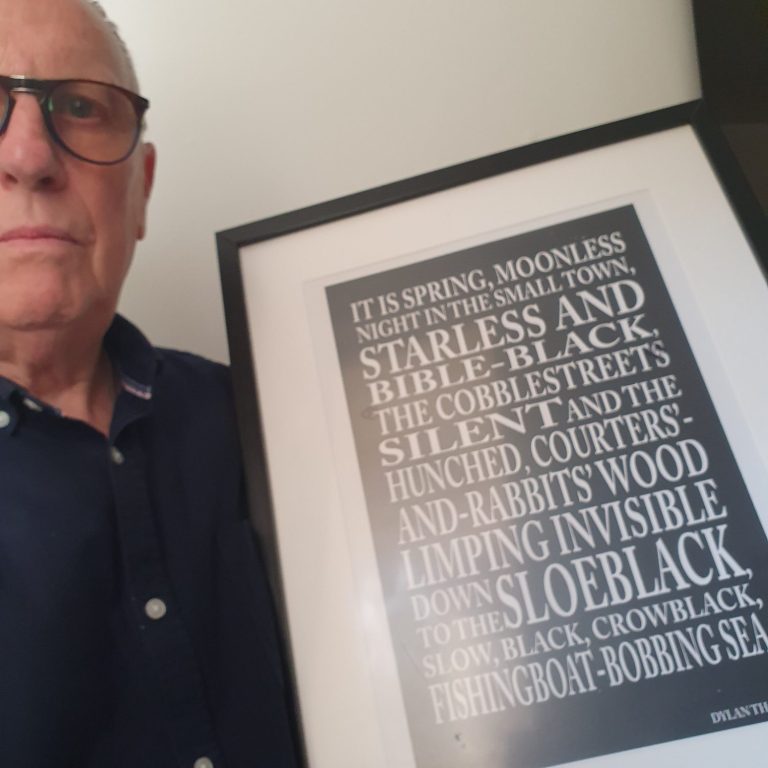 IT IS SPRING, MOONLESS
NIGHT IN THE SMALL TOWN,
STARLESS AND
BIBLE-BLACK,
THE COBBLESTREETS
SILENT AND THE
HUNCHED, COURTERS'-
AND-RABBITS' WOOD
LIMPING INVISIBLE
DOWN SLOEBLACK,
TO THE SLOW, BLACK, CROWBLACK,
FISHINGBOAT-BOBBING SEA
DYLAN TH